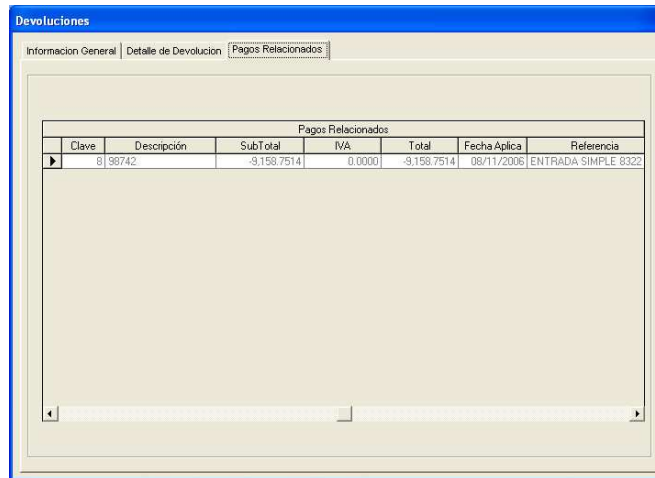 Devoluciones
Informacion General Detalle de Devolucion Pagos Relacionados
Pagos Relacionados
Clave Descripción SubTotal IVA Total Fecha Aplica Referencia
8 98742 -9,158.7514 0.0000 -9,158.7514 08/11/2006 ENTRADA SIMPLE 8322